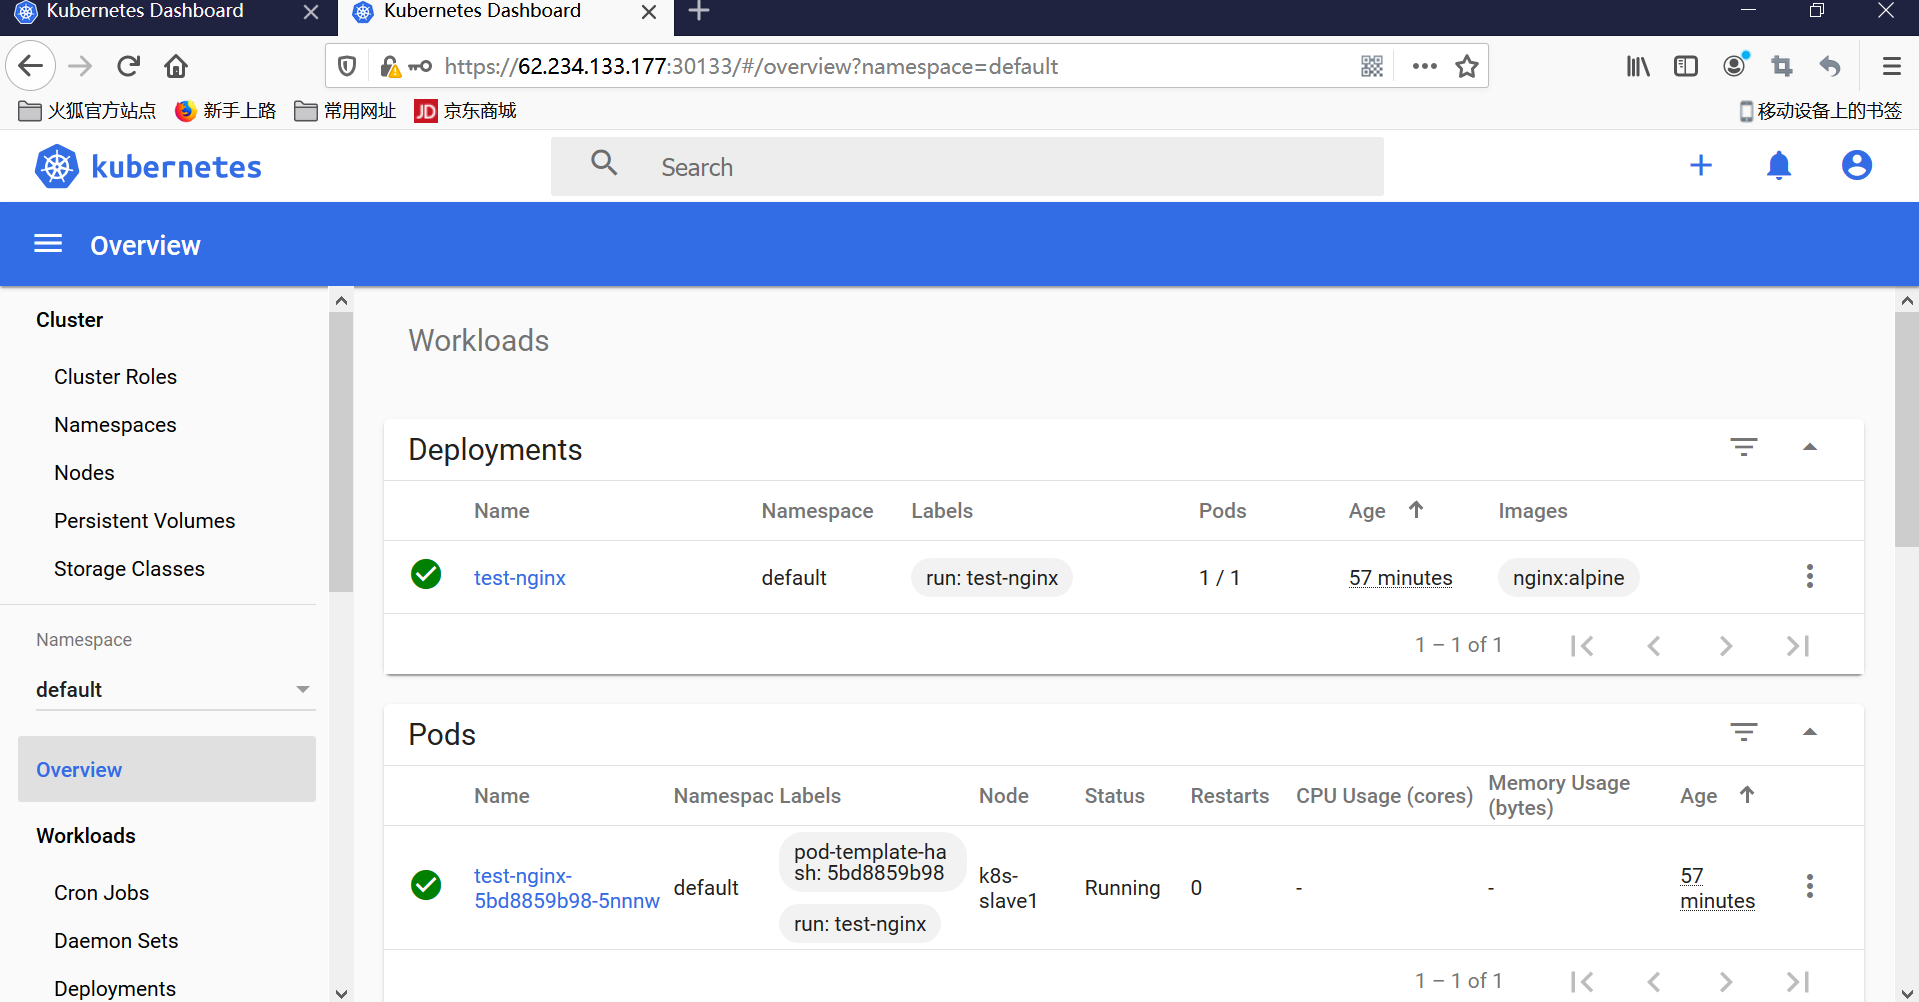 Kubernetes Dashboard
Kubernetes Dashboard
https://62.234.133.177:30133/#/overview?namespace=default
火狐官方站点
新手上路
常用网址
JD 京东商城
移动设备上的书签
kubernetes
Search
Overview
Cluster
Cluster Roles
Namespaces
Nodes
Persistent Volumes
Storage Classes
Namespace
default
Overview
Workloads
Cron Jobs
Daemon Sets
Deployments
Workloads
Deployments
Name Namespace Labels Pods Age Images
test-nginx default run: test-nginx 1 / 1 57 minutes nginx:alpine
1 – 1 of 1
Pods
Name Namespac Labels Node Status Restarts CPU Usage (cores) Memory Usage
(bytes) Age
test-nginx-
5bd8859b98-5nnnw
default
pod-template-ha
sh: 5bd8859b98
run: test-nginx
k8s-
slave1
Running
0
-
-
57
minutes
1 – 1 of 1